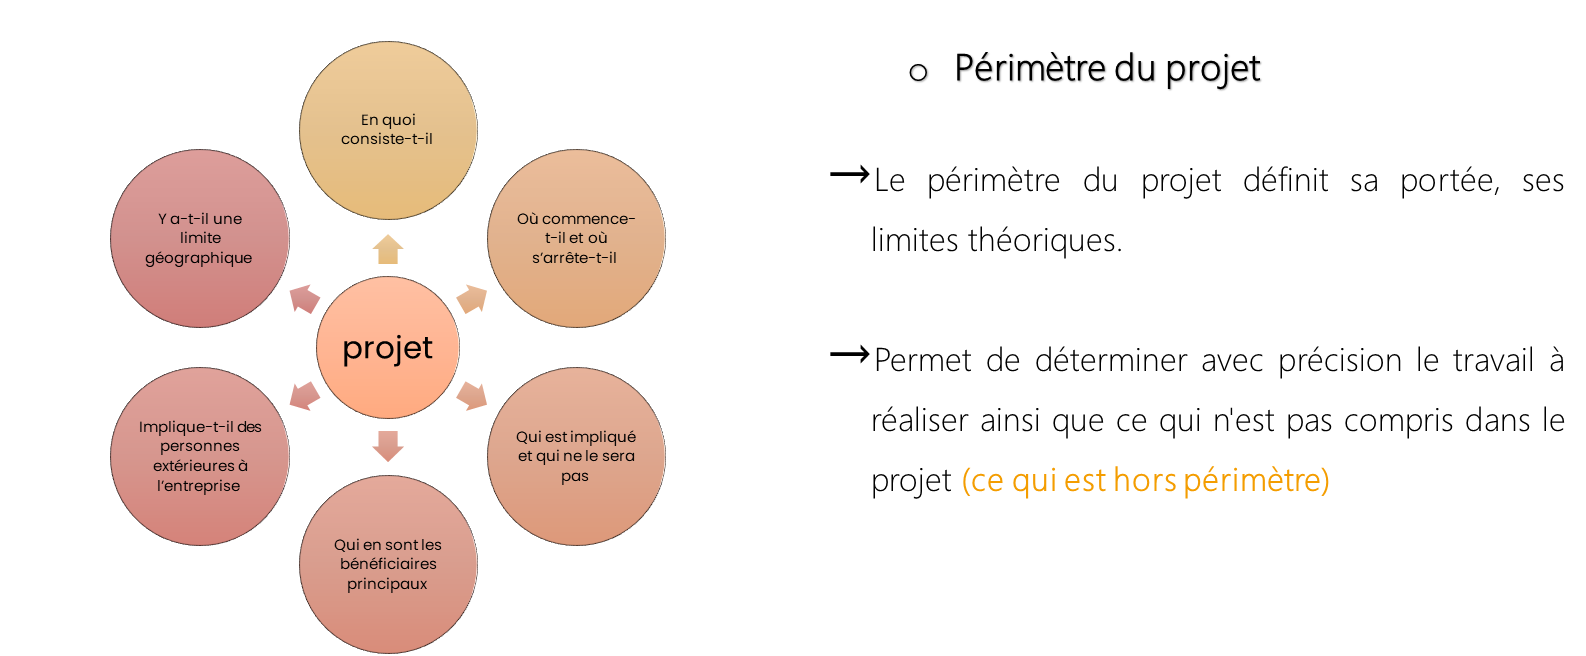 En quoi
consiste-t-il
Où commence-
t-il et où
s'arrête-t-il
Qui est impliqué
et qui ne le sera
pas
Qui en sont les
bénéficiaires
principaux
Implique-t-il des
personnes
extérieures à
l'entreprise
Y a-t-il une
limite
géographique
projet
o Périmètre du projet
→Le périmètre du projet définit sa portée, ses
limites théoriques.
→Permet de déterminer avec précision le travail à
réaliser ainsi que ce qui n'est pas compris dans le
projet (ce qui est hors périmètre)